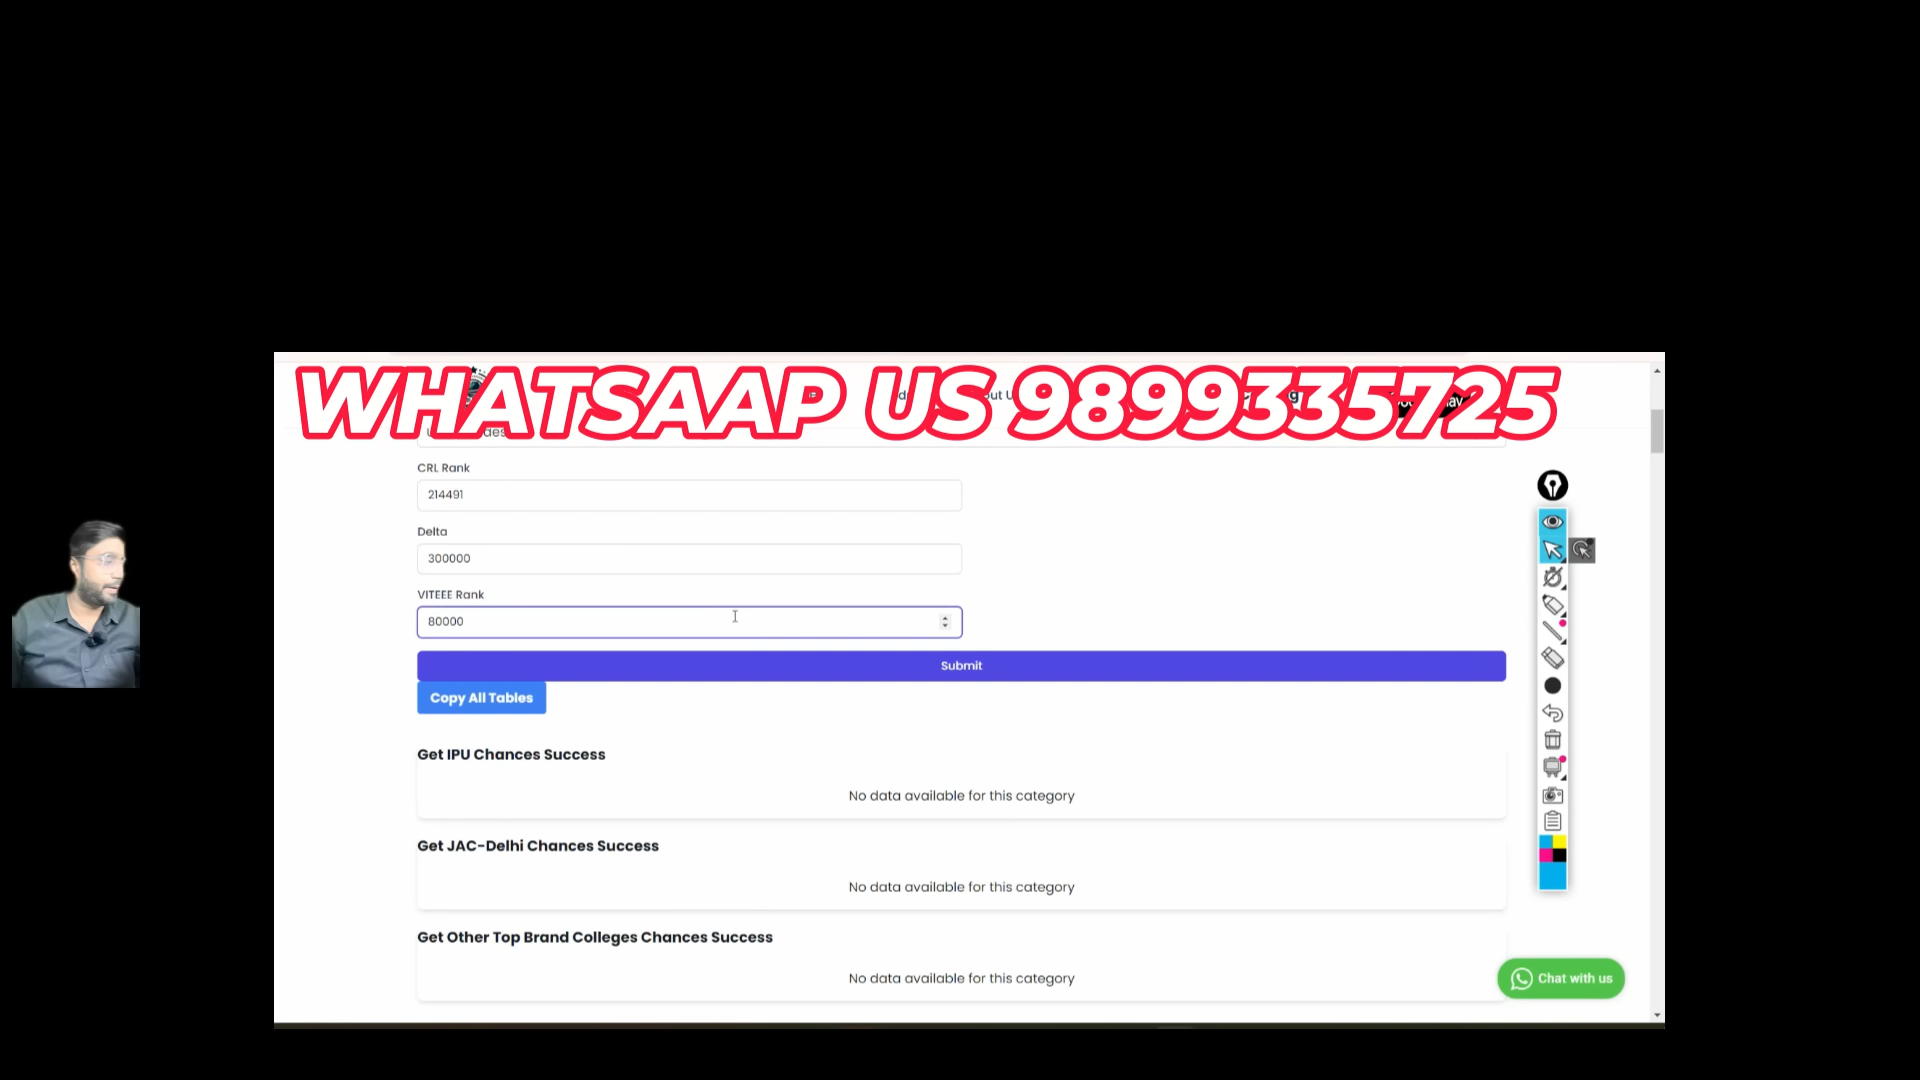 WHATSAAP US 9899335725
CRL Rank
214491
Delta
300000
VITEEE Rank
80000
Submit
Copy All Tables
Get IPU Chances Success
No data available for this category
Get JAC-Delhi Chances Success
No data available for this category
Get Other Top Brand Colleges Chances Success
No data available for this category
Chat with us